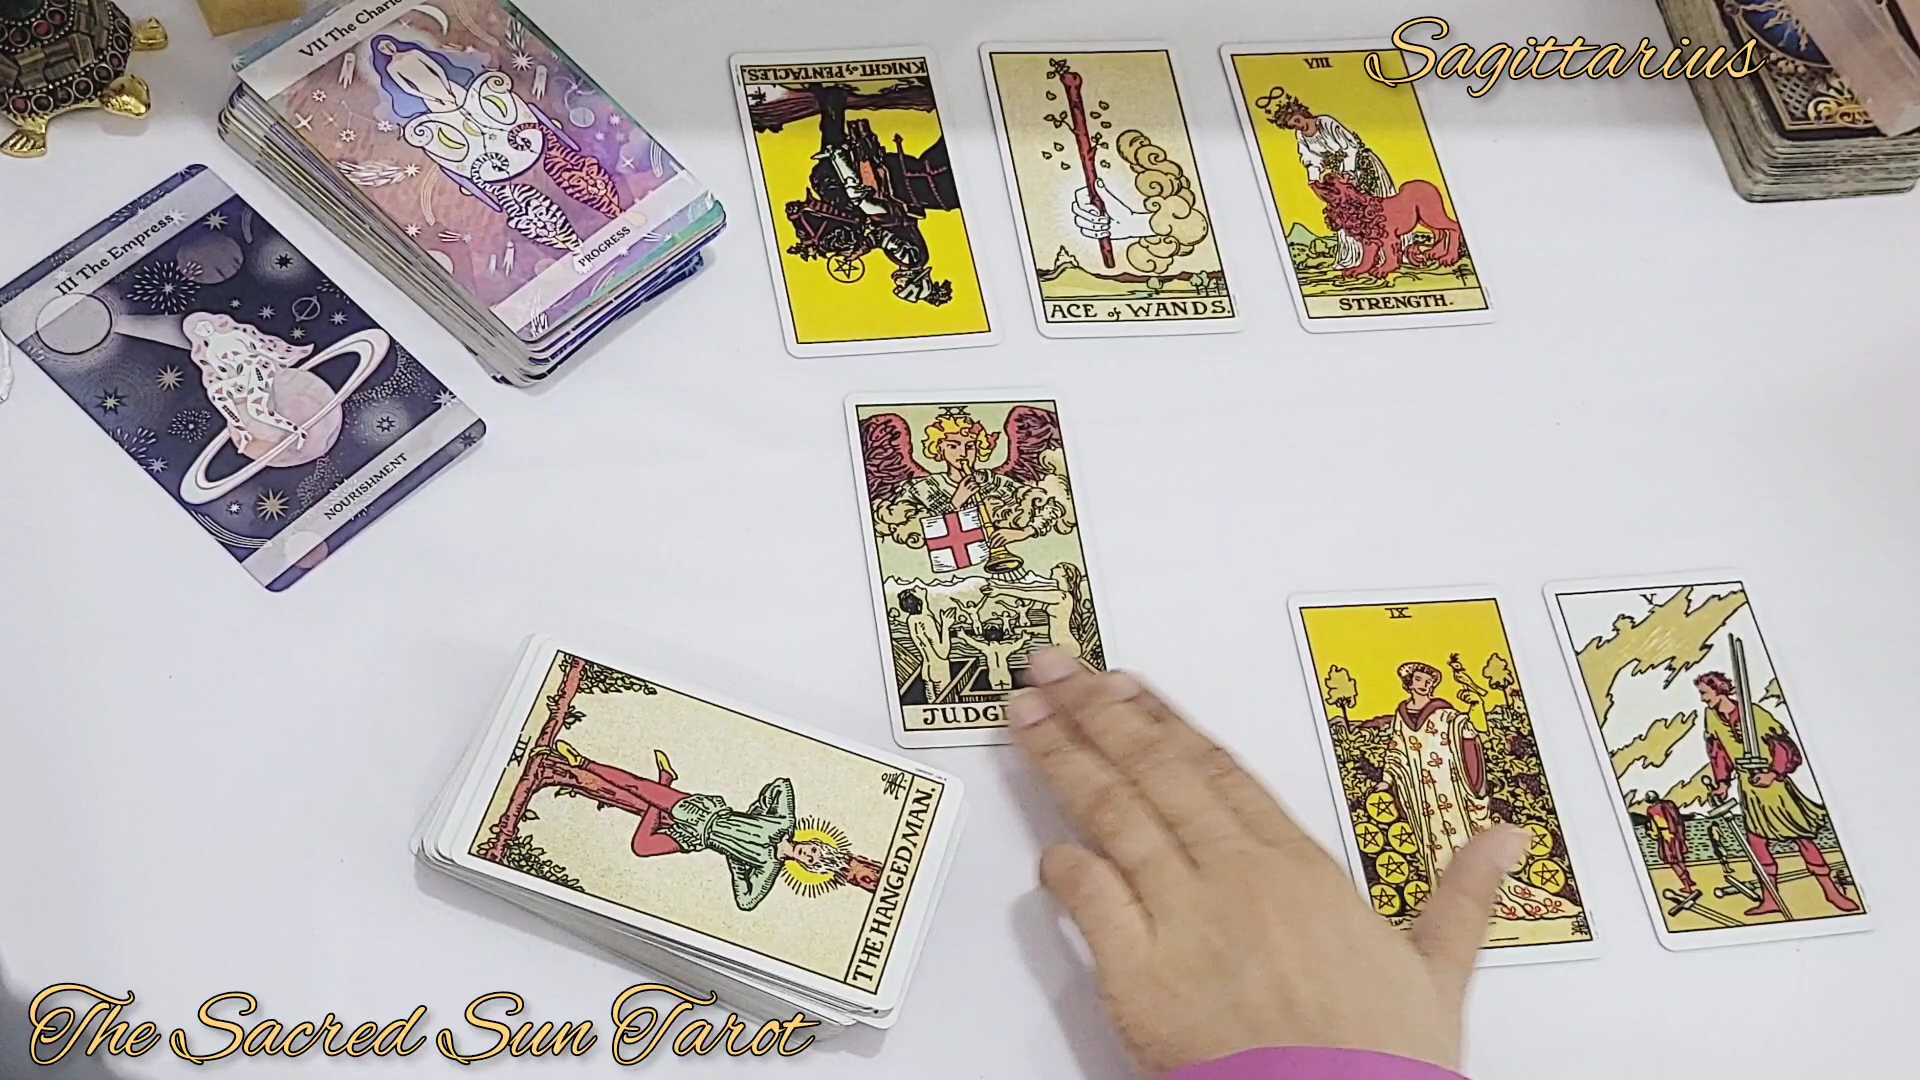 Sagittarius
VII The Chario
PROGRESS
III The Empress
NOURISHMENT
KNIGHT of PENTACLES.
ACE of WANDS.
VIII
STRENGTH.
XX
JUDGE
XII
THE HANGED MAN.
IX
V
The Sacred Sun Tarot